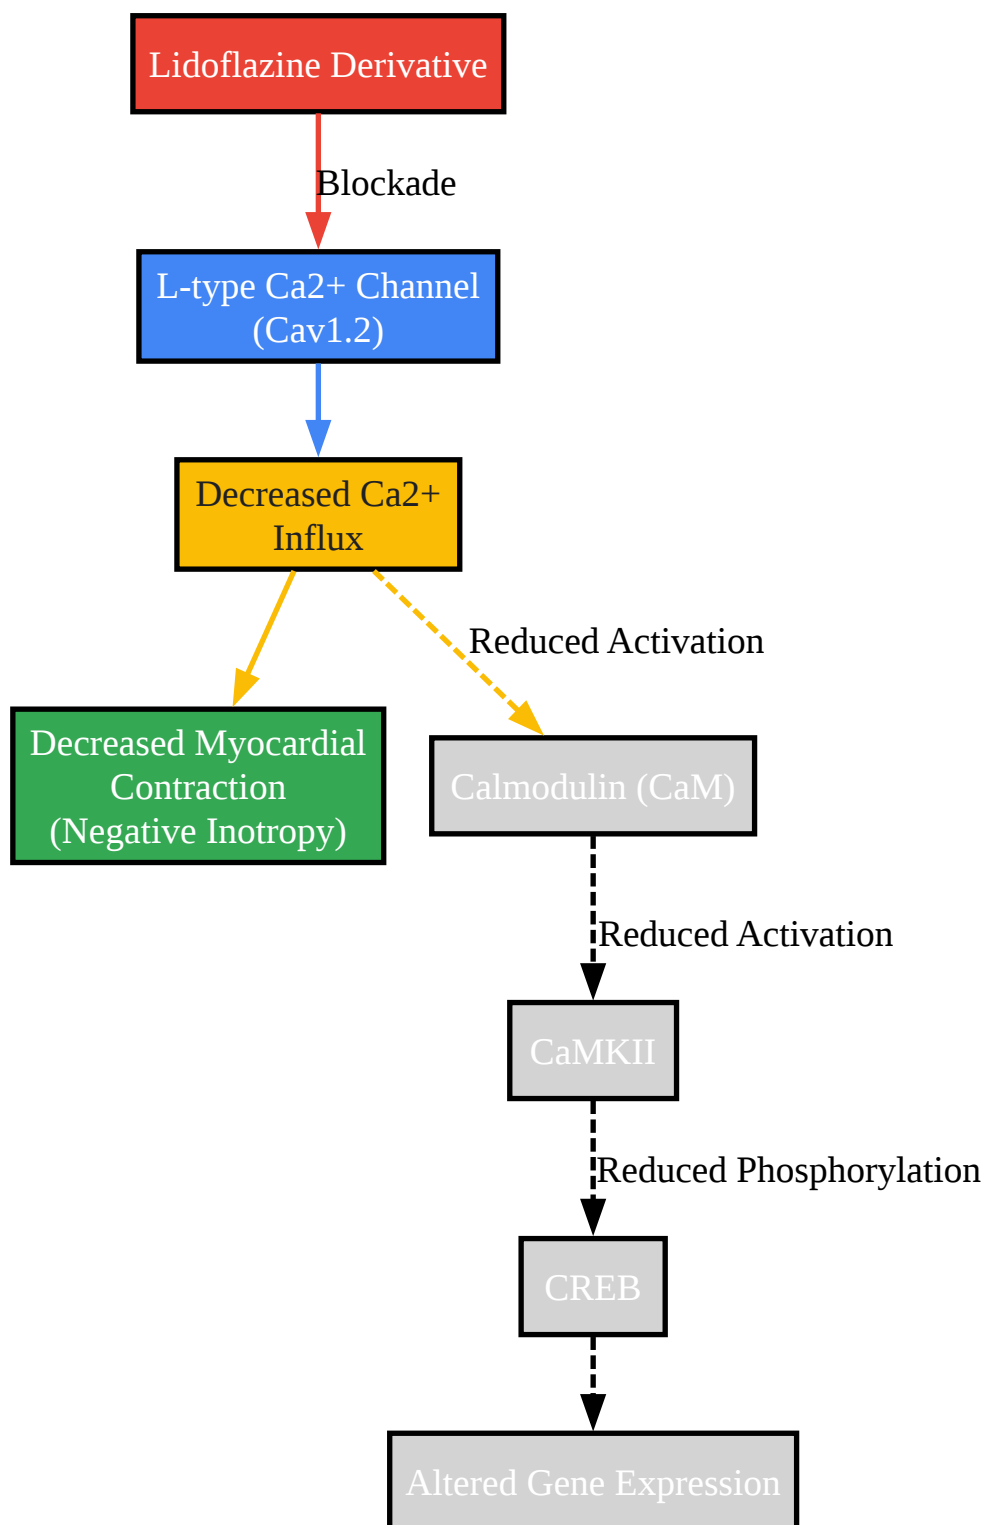 Lidoflazine Derivative
Blockade
L-type Ca2+ Channel
(Cav1.2)
Decreased Ca2+
Influx
Reduced Activation
Decreased Myocardial
Contraction
(Negative Inotropy)
Calmodulin (CaM)
Reduced Activation
CaMKII
Reduced Phosphorylation
CREB
Altered Gene Expression